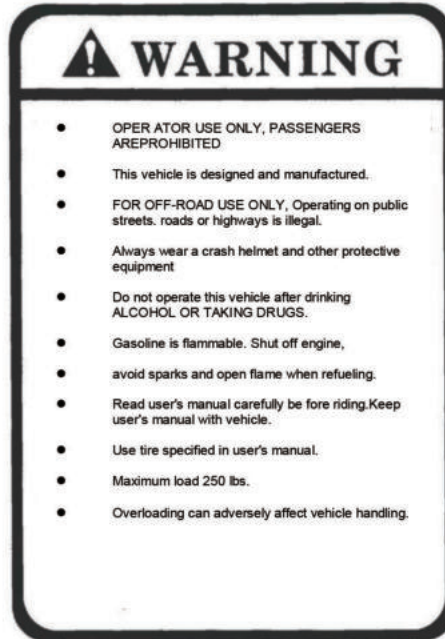 WARNING
OPER ATOR USE ONLY, PASSENGERS
AREPROHIBITED
This vehicle is designed and manufactured.
FOR OFF-ROAD USE ONLY, Operating on public
streets. roads or highways is illegal.
Always wear a crash helmet and other protective
equipment
Do not operate this vehicle after drinking
ALCOHOL OR TAKING DRUGS.
Gasoline is flammable. Shut off engine,
avoid sparks and open flame when refueling.
Read user's manual carefully be fore riding.Keep
user's manual with vehicle.
Use tire specified in user's manual.
Maximum load 250 lbs.
Overloading can adversely affect vehicle handling.